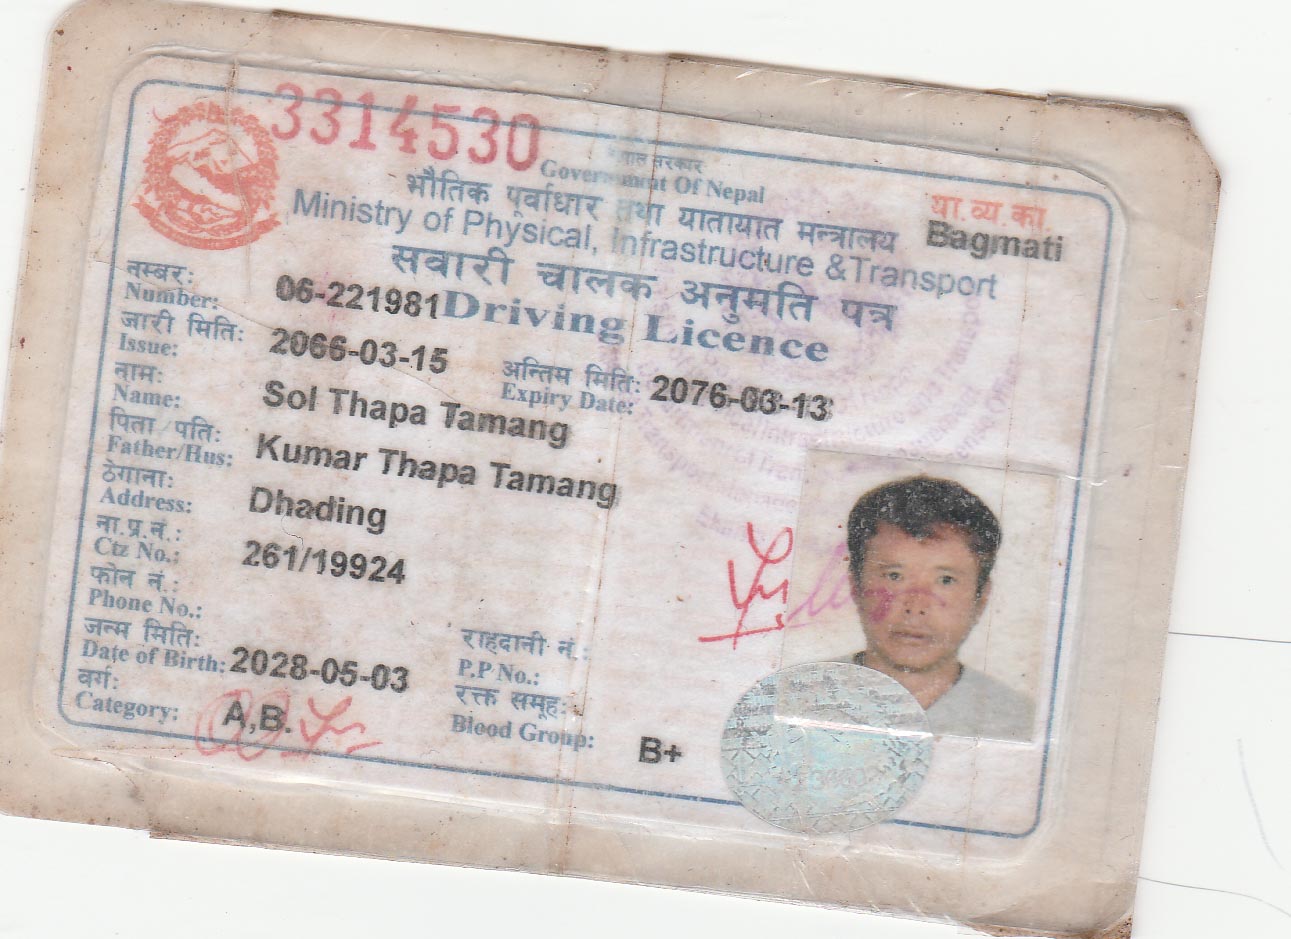 3314530
नेपाल सरकार
Government Of Nepal
भौतिक पूर्वाधार तथा यातायात मन्त्रालय
Ministry of Physical, Infrastructure &Transport
या.व्य.का.
Bagmati
सवारी चालक अनुमति पत्र
Driving Licence
नम्बर:
Number: 06-221981
जारी मिति:
Issue: 2066-03-15
अन्तिम मिति:
Expiry Date: 2076-03-13
नाम:
Name: Sol Thapa Tamang
पिता/पति:
Father/Hus: Kumar Thapa Tamang
ठेगाना:
Address: Dhading
ना.प्र.नं.:
Ctz No.: 261/19924
फोन नं.:
Phone No.:
जन्म मिति:
Date of Birth: 2028-05-03
राहदानी नं.:
P.P No.:
वर्ग:
Category: A,B.
रक्त समूह:
Blood Group: B+